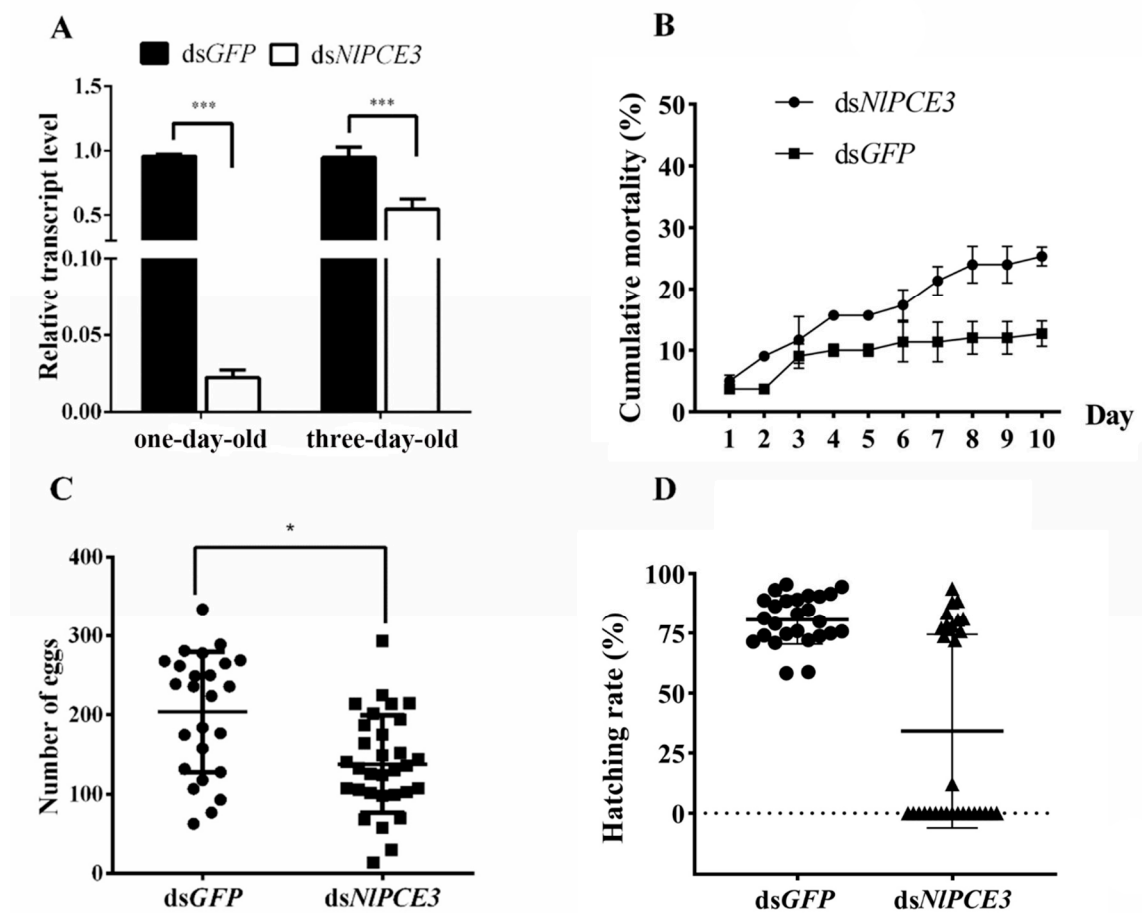 A
dsGFP dsNlPCE3
1.5
1.0
0.5
0.10
0.05
0.00
Relative transcript level
***
***
one-day-old three-day-old
B
50
40
30
20
10
0
Cumulative mortality (%)
dsNlPCE3
dsGFP
1 2 3 4 5 6 7 8 9 10
Day
C
400
300
200
100
0
Number of eggs
*
dsGFP dsNlPCE3
D
100
75
50
25
0
Hatching rate (%)
dsGFP dsNlPCE3